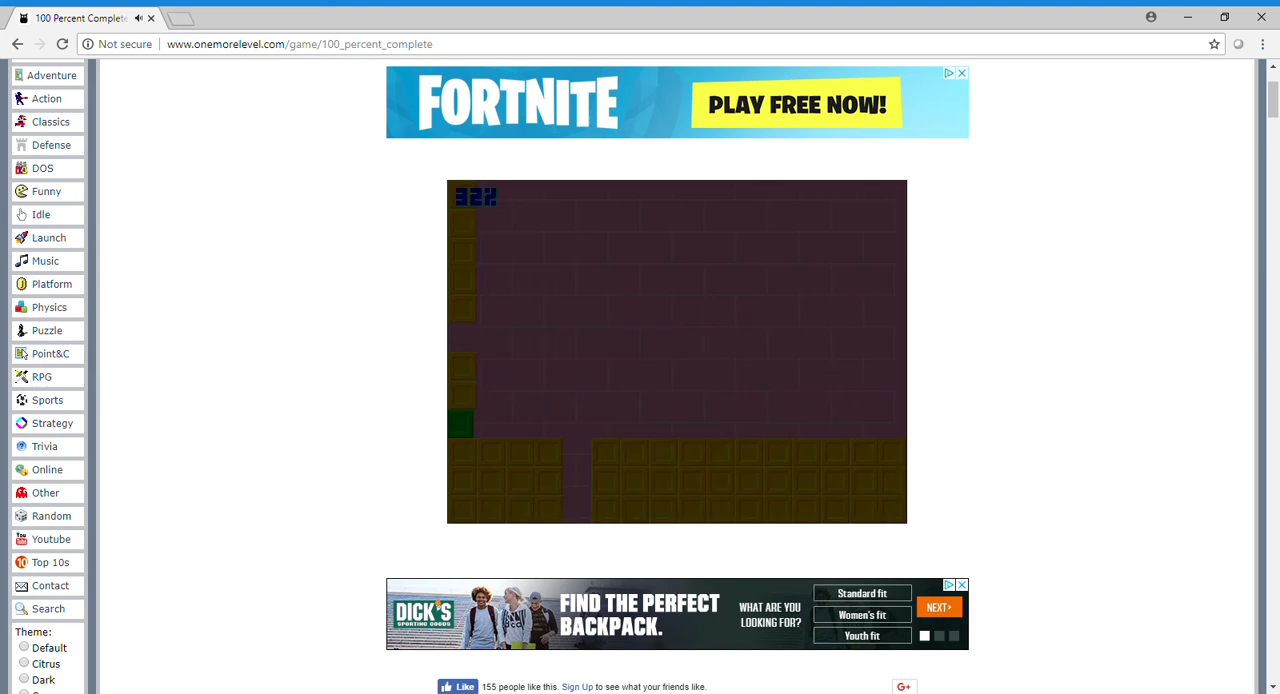 100 Percent Complete
Not secure
www.onemorelevel.com/game/100_percent_complete
Adventure
Action
Classics
Defense
DOS
Funny
Idle
Launch
Music
Platform
Physics
Puzzle
Point&C
RPG
Sports
Strategy
Trivia
Online
Other
Random
Youtube
Top 10s
Contact
Search
Theme:
Default
Citrus
Dark
FORTNITE
PLAY FREE NOW!
32%
DICK'S
SPORTING GOODS
FIND THE PERFECT
BACKPACK.
WHAT ARE YOU
LOOKING FOR?
Standard fit
Women's fit
Youth fit
NEXT
Like
155 people like this. Sign Up to see what your friends like.
G+